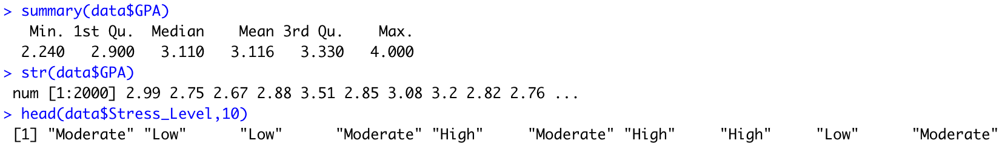 > summary(data$GPA)
   Min. 1st Qu.  Median    Mean 3rd Qu.    Max.
  2.240   2.900   3.110   3.116   3.330   4.000
> str(data$GPA)
 num [1:2000] 2.99 2.75 2.67 2.88 3.51 2.85 3.08 3.2 2.82 2.76 ...
> head(data$Stress_Level,10)
 [1] "Moderate" "Low"      "Low"      "Moderate" "High"     "Moderate" "High"     "High"     "Low"      "Moderate"